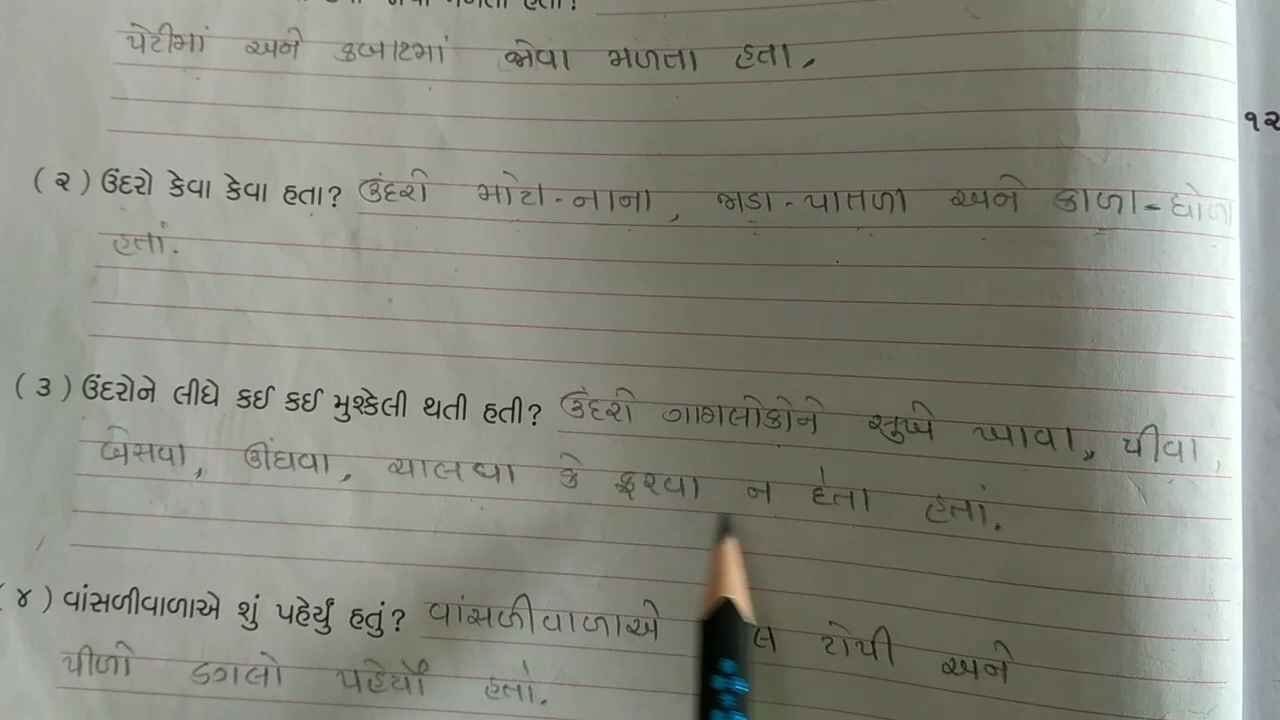 પેટીમાં અને કબાટમાં જોવા મળતા હતા.
૧૨
(૨) ઉંદરો કેવા કેવા હતા? ઉંદરો મોટા-નાના, જાડા-પાતળા અને કાળા-ધોળા
હતાં.
(૩) ઉંદરોને લીધે કઈ કઈ મુશ્કેલી થતી હતી? ઉંદરો ગામલોકોને સુખે ખાવા, પીવા,
બેસવા, ઊંઘવા, ચાલવા કે ફરવા ન દેતા હતાં.
૪) વાંસળીવાળાએ શું પહેર્યું હતું? વાંસળીવાળાએ ટોપી અને
પીળો ડગલો પહેર્યો હતાં.